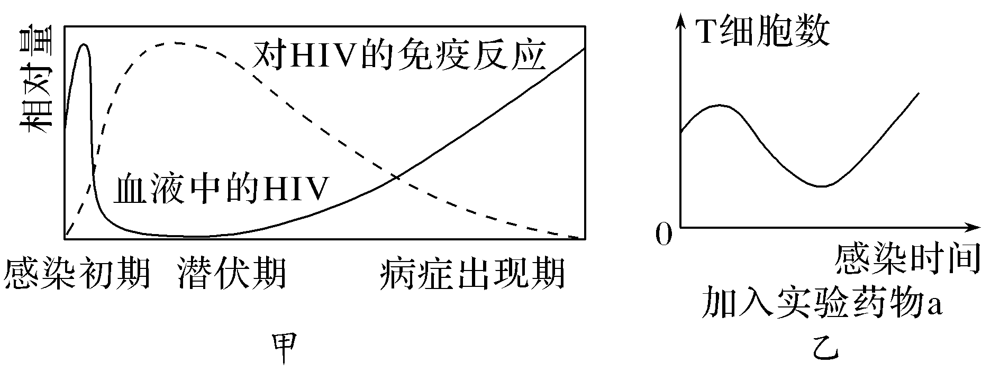 相对量
对HIV的免疫反应
血液中的HIV
感染初期 潜伏期 病症出现期
甲
T细胞数
0
感染时间
加入实验药物a
乙